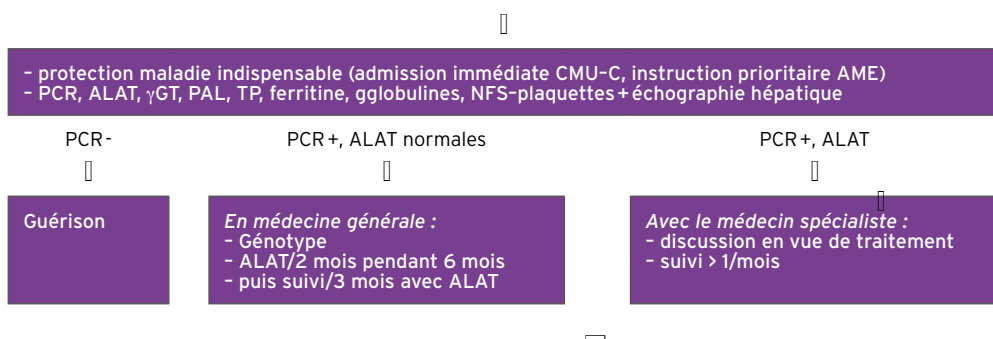 – protection maladie indispensable (admission immédiate CMU-C, instruction prioritaire AME)
– PCR, ALAT, γGT, PAL, TP, ferritine, gglobulines, NFS-plaquettes + échographie hépatique
PCR -
PCR +, ALAT normales
PCR +, ALAT
Guérison
En médecine générale :
– Génotype
– ALAT/2 mois pendant 6 mois
– puis suivi/3 mois avec ALAT
Avec le médecin spécialiste :
– discussion en vue de traitement
– suivi > 1/mois